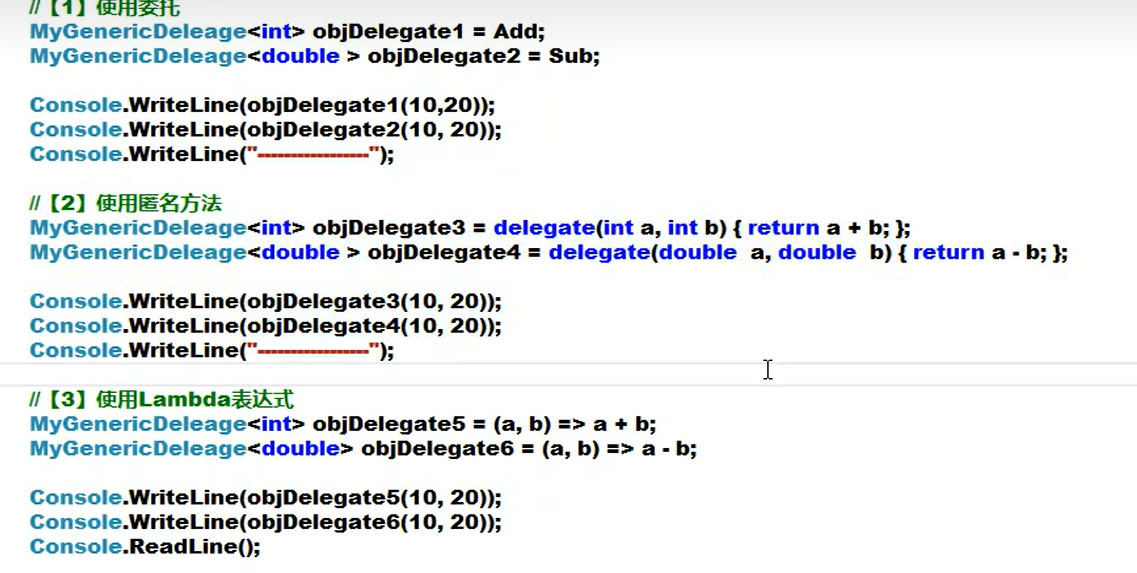 //【1】使用委托
MyGenericDeleage<int> objDelegate1 = Add;
MyGenericDeleage<double > objDelegate2 = Sub;
Console.WriteLine(objDelegate1(10,20));
Console.WriteLine(objDelegate2(10, 20));
Console.WriteLine("-----------------");
//【2】使用匿名方法
MyGenericDeleage<int> objDelegate3 = delegate(int a, int b) { return a + b; };
MyGenericDeleage<double > objDelegate4 = delegate(double  a, double  b) { return a - b; };
Console.WriteLine(objDelegate3(10, 20));
Console.WriteLine(objDelegate4(10, 20));
Console.WriteLine("-----------------");
//【3】使用Lambda表达式
MyGenericDeleage<int> objDelegate5 = (a, b) => a + b;
MyGenericDeleage<double> objDelegate6 = (a, b) => a - b;
Console.WriteLine(objDelegate5(10, 20));
Console.WriteLine(objDelegate6(10, 20));
Console.ReadLine();